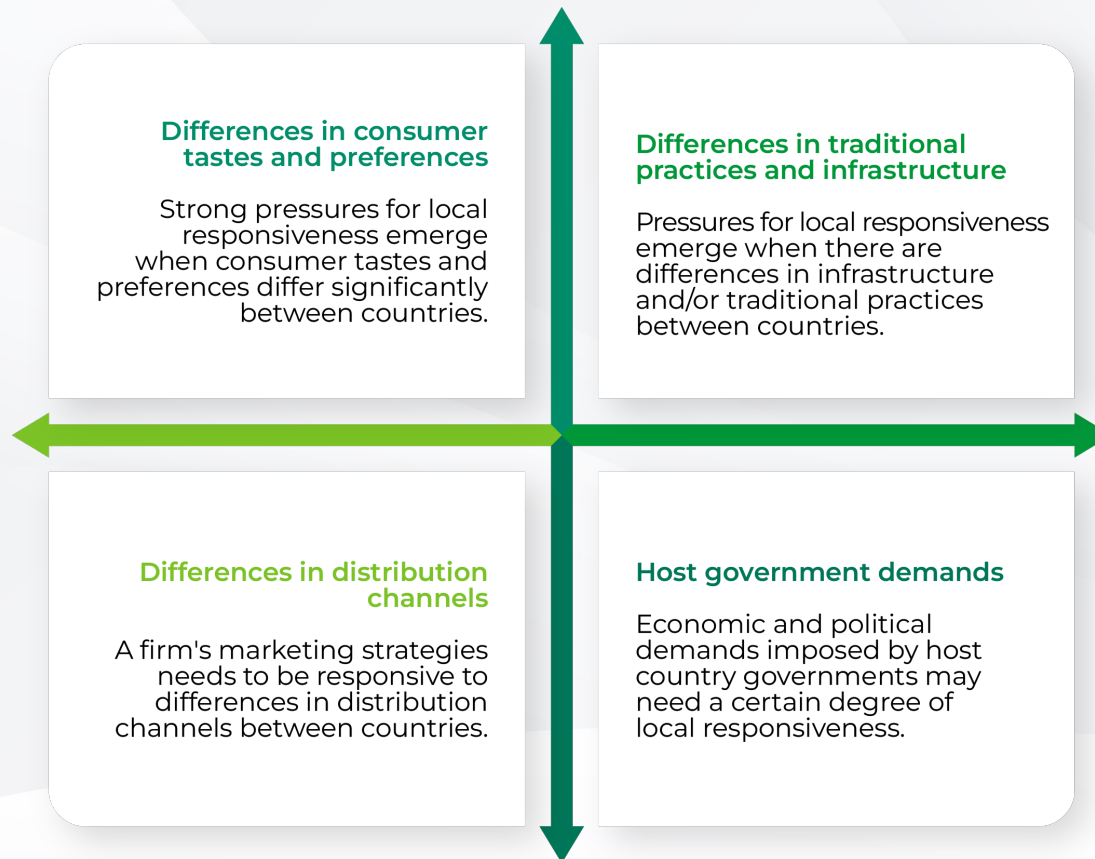 Differences in consumer
tastes and preferences
Strong pressures for local
responsiveness emerge
when consumer tastes and
preferences differ significantly
between countries.
Differences in traditional
practices and infrastructure
Pressures for local responsiveness
emerge when there are
differences in infrastructure
and/or traditional practices
between countries.
Differences in distribution
channels
A firm's marketing strategies
needs to be responsive to
differences in distribution
channels between countries.
Host government demands
Economic and political
demands imposed by host
country governments may
need a certain degree of
local responsiveness.